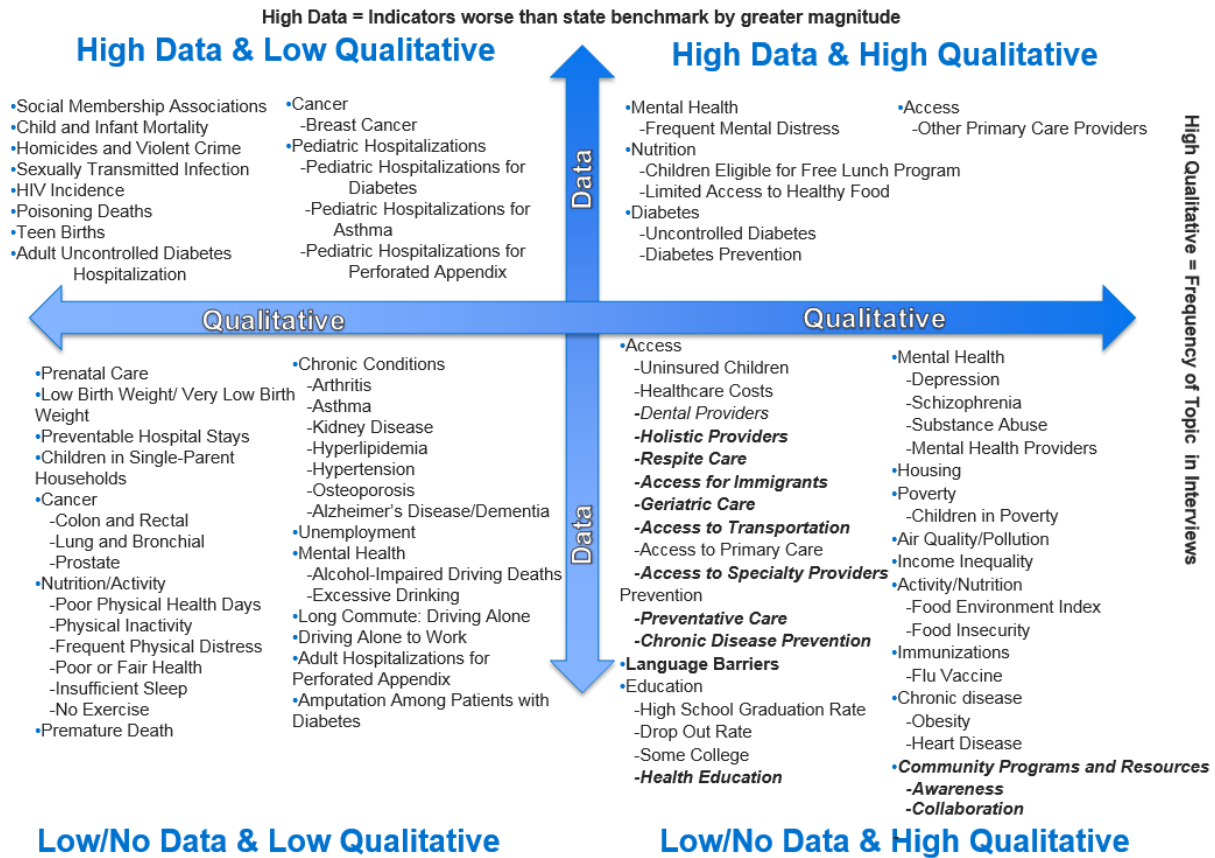 High Data = Indicators worse than state benchmark by greater magnitude
High Data & Low Qualitative
•Social Membership Associations
•Child and Infant Mortality
•Homicides and Violent Crime
•Sexually Transmitted Infection
•HIV Incidence
•Poisoning Deaths
•Teen Births
•Adult Uncontrolled Diabetes
Hospitalization
•Cancer
-Breast Cancer
•Pediatric Hospitalizations
-Pediatric Hospitalizations for
Diabetes
-Pediatric Hospitalizations for
Asthma
-Pediatric Hospitalizations for
Perforated Appendix
Data
High Data & High Qualitative
•Mental Health
-Frequent Mental Distress
•Nutrition
-Children Eligible for Free Lunch Program
-Limited Access to Healthy Food
•Diabetes
-Uncontrolled Diabetes
-Diabetes Prevention
•Access
-Other Primary Care Providers
High Qualitative = Frequency of Topic in Interviews
Qualitative
Qualitative
•Prenatal Care
•Low Birth Weight/ Very Low Birth
Weight
•Preventable Hospital Stays
•Children in Single-Parent
Households
•Cancer
-Colon and Rectal
-Lung and Bronchial
-Prostate
•Nutrition/Activity
-Poor Physical Health Days
-Physical Inactivity
-Frequent Physical Distress
-Poor or Fair Health
-Insufficient Sleep
-No Exercise
•Premature Death
•Chronic Conditions
-Arthritis
-Asthma
-Kidney Disease
-Hyperlipidemia
-Hypertension
-Osteoporosis
-Alzheimer's Disease/Dementia
•Unemployment
•Mental Health
-Alcohol-Impaired Driving Deaths
-Excessive Drinking
•Long Commute: Driving Alone
•Driving Alone to Work
•Adult Hospitalizations for
Perforated Appendix
•Amputation Among Patients with
Diabetes
Data
•Access
-Uninsured Children
-Healthcare Costs
-Dental Providers
-Holistic Providers
-Respite Care
-Access for Immigrants
-Geriatric Care
-Access to Transportation
-Access to Primary Care
-Access to Specialty Providers
Prevention
-Preventative Care
-Chronic Disease Prevention
•Language Barriers
•Education
-High School Graduation Rate
-Drop Out Rate
-Some College
-Health Education
•Mental Health
-Depression
-Schizophrenia
-Substance Abuse
-Mental Health Providers
•Housing
•Poverty
-Children in Poverty
•Air Quality/Pollution
•Income Inequality
•Activity/Nutrition
-Food Environment Index
-Food Insecurity
•Immunizations
-Flu Vaccine
•Chronic disease
-Obesity
-Heart Disease
•Community Programs and Resources
-Awareness
-Collaboration
Low/No Data & Low Qualitative
Low/No Data & High Qualitative